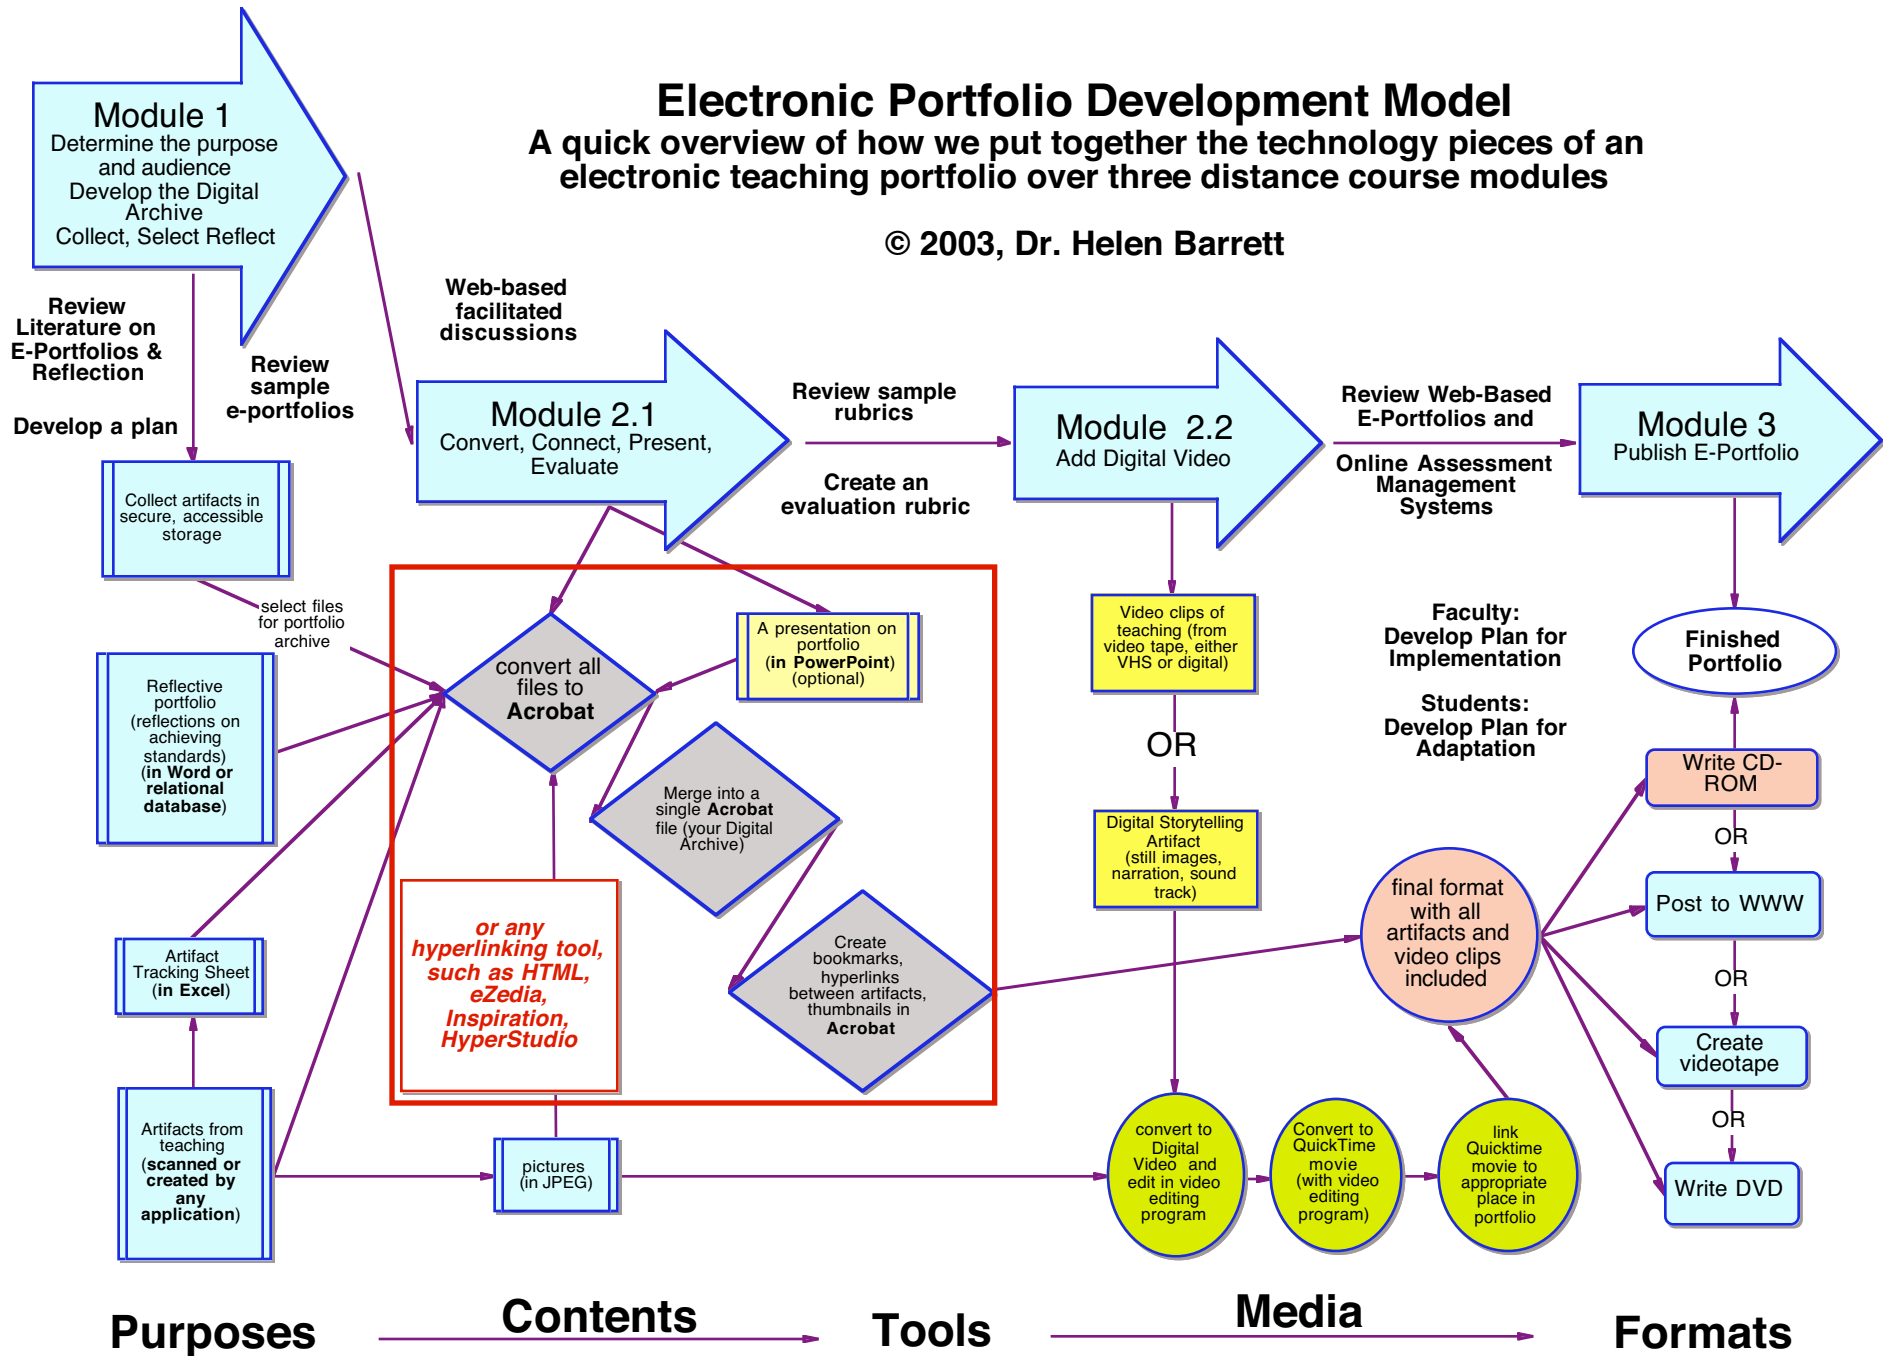 Electronic Portfolio Development Model
A quick overview of how we put together the technology pieces of an
electronic teaching portfolio over three distance course modules
© 2003, Dr. Helen Barrett
Module 1
Determine the purpose
and audience
Develop the Digital
Archive
Collect, Select Reflect
Review
Literature on
E-Portfolios &
Reflection
Review
sample
e-portfolios
Develop a plan
Web-based
facilitated
discussions
Module 2.1
Convert, Connect, Present,
Evaluate
Review sample
rubrics
Create an
evaluation rubric
Module 2.2
Add Digital Video
Review Web-Based
E-Portfolios and
Online Assessment
Management
Systems
Module 3
Publish E-Portfolio
Collect artifacts in
secure, accessible
storage
select files
for portfolio
archive
Reflective
portfolio
(reflections on
achieving
standards)
(in Word or
relational
database)
Artifact
Tracking Sheet
(in Excel)
Artifacts from
teaching
(scanned or
created by
any
application)
convert all
files to
Acrobat
A presentation on
portfolio
(in PowerPoint)
(optional)
Merge into a
single Acrobat
file (your Digital
Archive)
or any
hyperlinking tool,
such as HTML,
eZedia,
Inspiration,
HyperStudio
Create
bookmarks,
hyperlinks
between artifacts,
thumbnails in
Acrobat
pictures
(in JPEG)
Video clips of
teaching (from
video tape, either
VHS or digital)
OR
Digital Storytelling
Artifact
(still images,
narration, sound
track)
convert to
Digital
Video and
edit in video
editing
program
Convert to
QuickTime
movie
(with video
editing
program)
link
Quicktime
movie to
appropriate
place in
portfolio
Faculty:
Develop Plan for
Implementation
Students:
Develop Plan for
Adaptation
final format
with all
artifacts and
video clips
included
Finished
Portfolio
Write CD-
ROM
OR
Post to WWW
OR
Create
videotape
OR
Write DVD
Purposes
Contents
Tools
Media
Formats